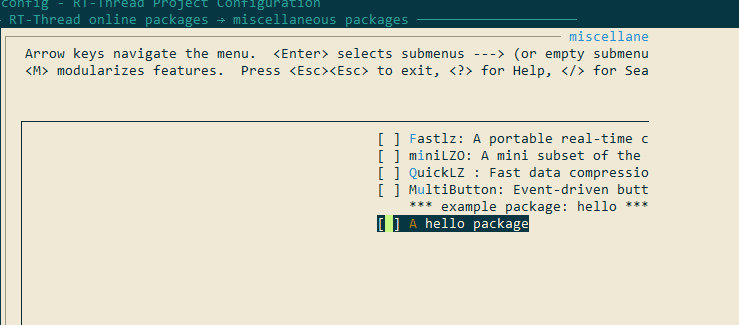 config - RT-Thread Project Configuration
RT-Thread online packages → miscellaneous packages
miscellane
Arrow keys navigate the menu.  <Enter> selects submenus ---> (or empty submenu
<M> modularizes features.  Press <Esc><Esc> to exit, <?> for Help, </> for Sea
[ ] Fastlz: A portable real-time c
[ ] miniLZO: A mini subset of the
[ ] QuickLZ : Fast data compressio
[ ] MultiButton: Event-driven butt
*** example package: hello ***
[ ] A hello package